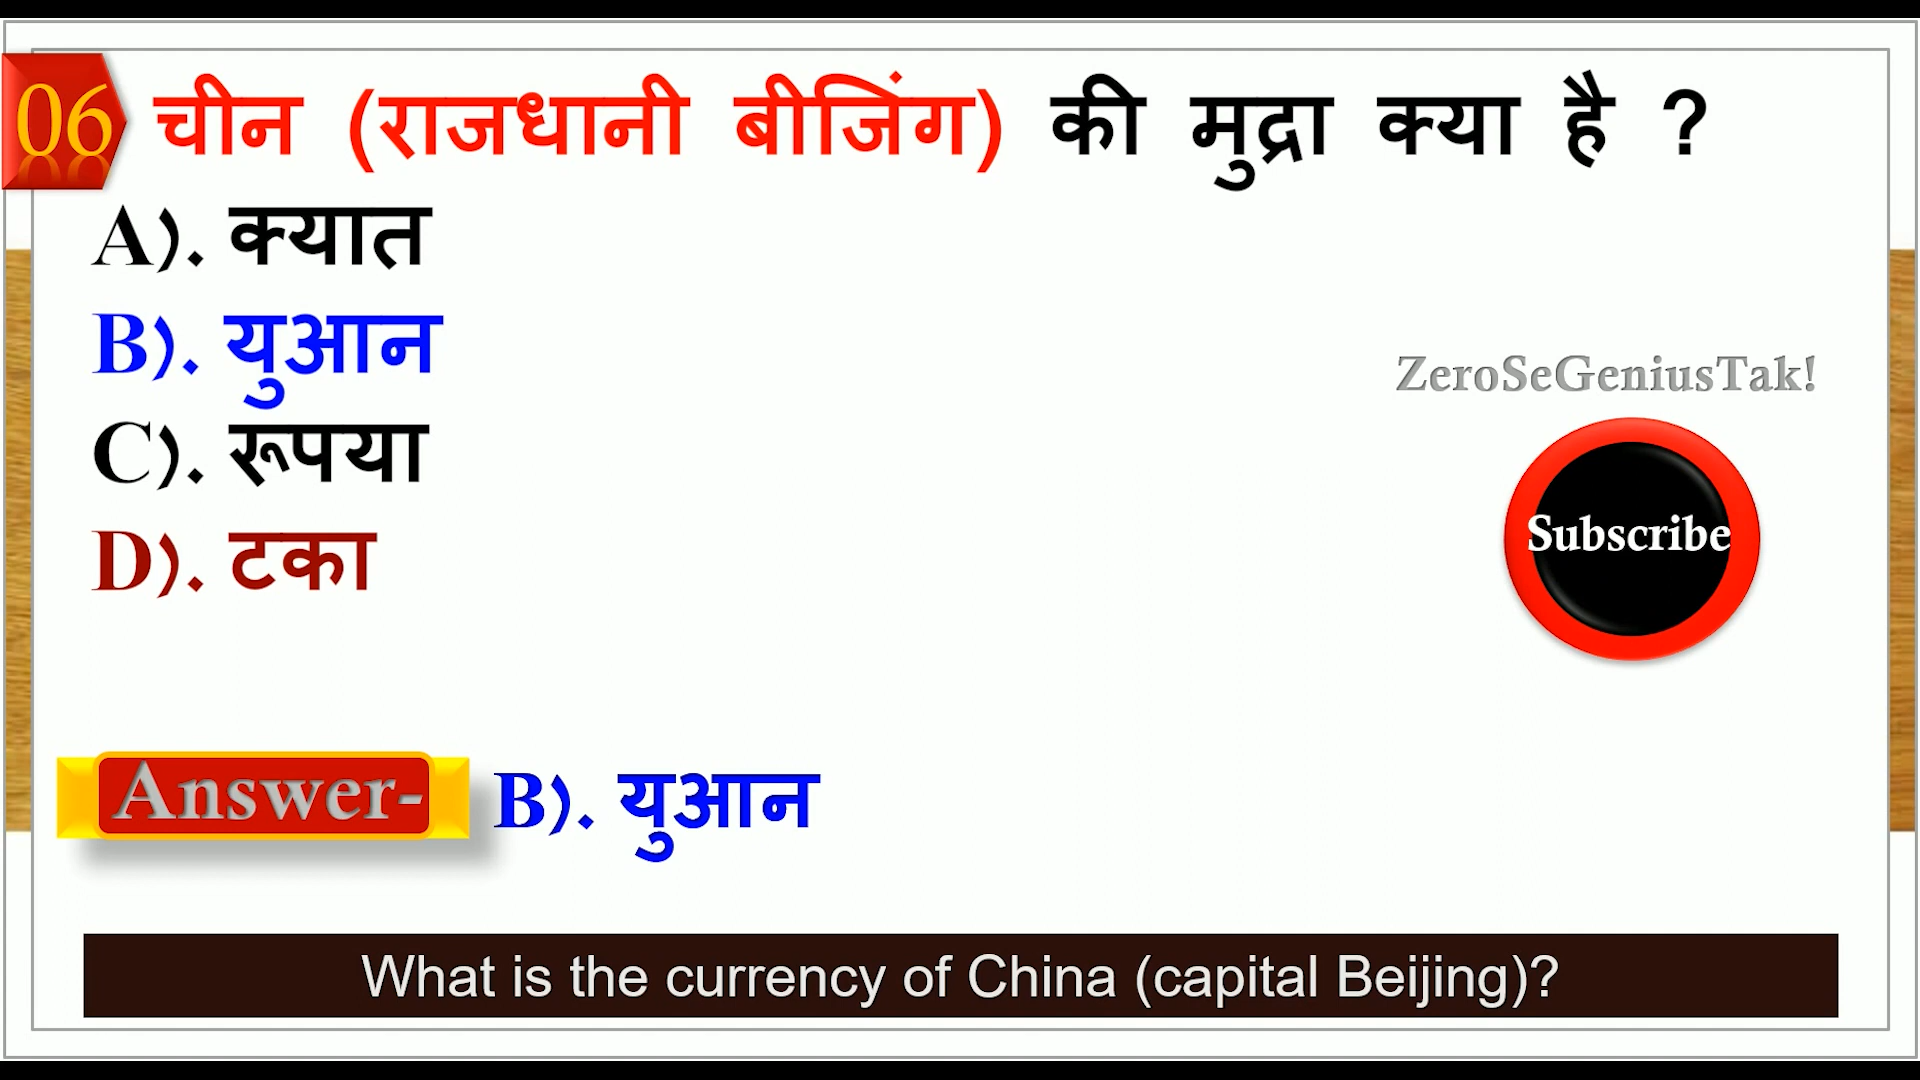 06 चीन (राजधानी बीजिंग) की मुद्रा क्या है ?
A). क्यात
B). युआन
C). रूपया
D). टका
ZeroSeGeniusTak!
Subscribe
Answer- B). युआन
What is the currency of China (capital Beijing)?